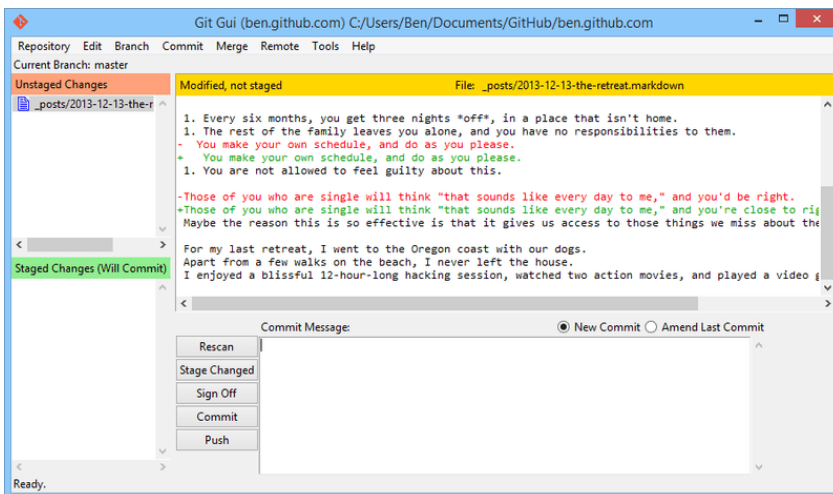 Git Gui (ben.github.com) C:/Users/Ben/Documents/GitHub/ben.github.com
Repository Edit Branch Commit Merge Remote Tools Help
Current Branch: master
Unstaged Changes
_posts/2013-12-13-the-r
Staged Changes (Will Commit)
Modified, not staged File: _posts/2013-12-13-the-retreat.markdown
1. Every six months, you get three nights *off*, in a place that isn't home.
1. The rest of the family leaves you alone, and you have no responsibilities to them.
-  You make your own schedule, and do as you please.
+   You make your own schedule, and do as you please.
1. You are not allowed to feel guilty about this.
-Those of you who are single will think "that sounds like every day to me," and you'd be right.
+Those of you who are single will think "that sounds like every day to me," and you're close to rig
Maybe the reason this is so effective is that it gives us access to those things we miss about the
For my last retreat, I went to the Oregon coast with our dogs.
Apart from a few walks on the beach, I never left the house.
I enjoyed a blissful 12-hour-long hacking session, watched two action movies, and played a video g
Commit Message: New Commit Amend Last Commit
Rescan
Stage Changed
Sign Off
Commit
Push
Ready.